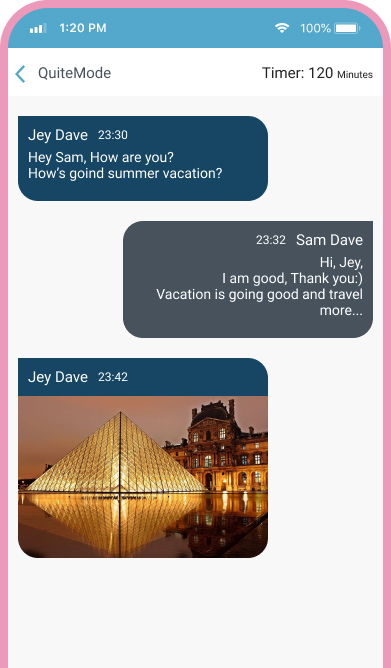 1:20 PM 100%
QuiteMode Timer: 120 Minutes
Jey Dave 23:30
Hey Sam, How are you?
How's goind summer vacation?
23:32 Sam Dave
Hi, Jey,
I am good, Thank you:)
Vacation is going good and travel
more...
Jey Dave 23:42